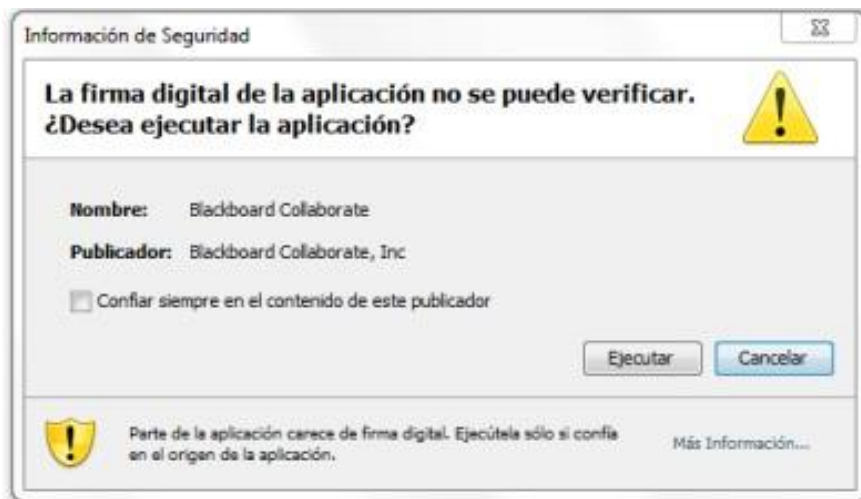 Información de Seguridad
La firma digital de la aplicación no se puede verificar.
¿Desea ejecutar la aplicación?
Nombre: Blackboard Collaborate
Publicador: Blackboard Collaborate, Inc
Confiar siempre en el contenido de este publicador
Ejecutar Cancelar
Parte de la aplicación carece de firma digital. Ejecútela sólo si confía
en el origen de la aplicación.
Más Información...